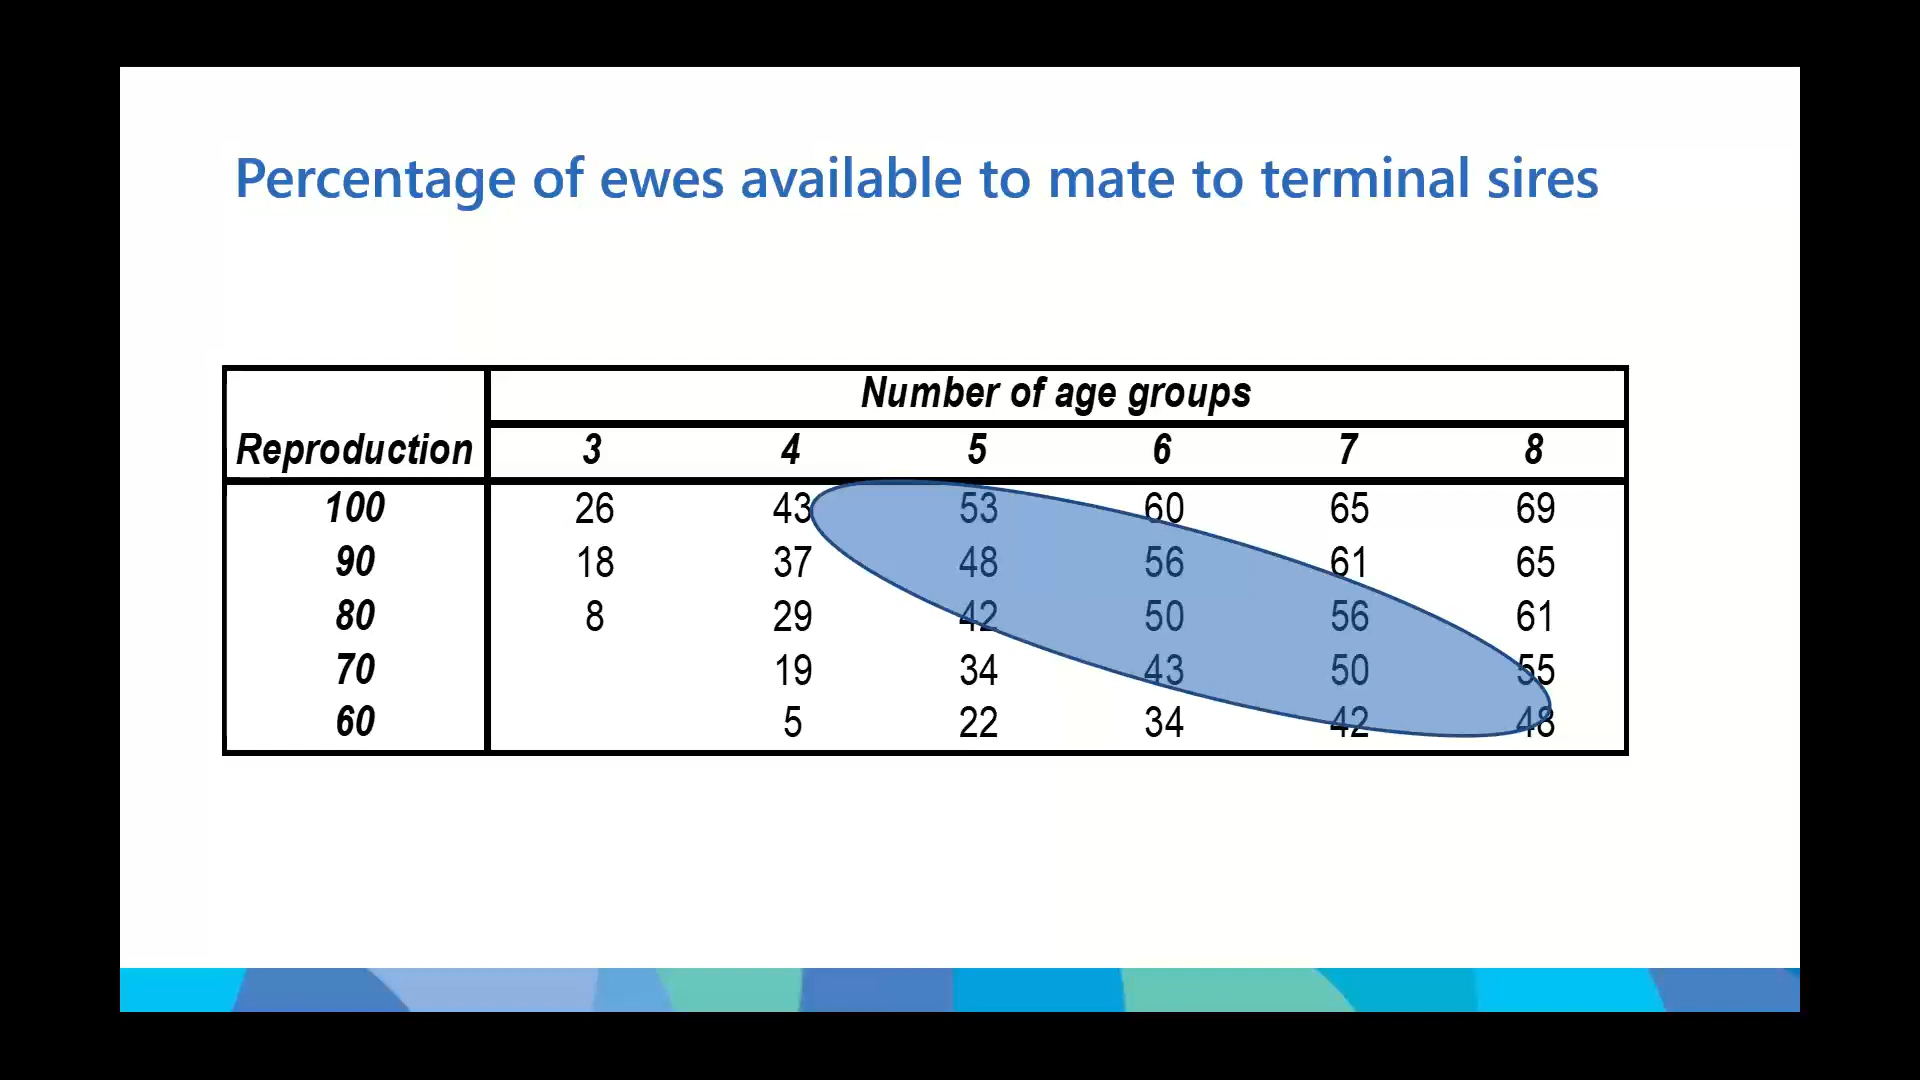 Percentage of ewes available to mate to terminal sires
Number of age groups
Reproduction 3 4 5 6 7 8
100 26 43 53 60 65 69
90 18 37 48 56 61 65
80 8 29 42 50 56 61
70 19 34 43 50 55
60 5 22 34 42 48